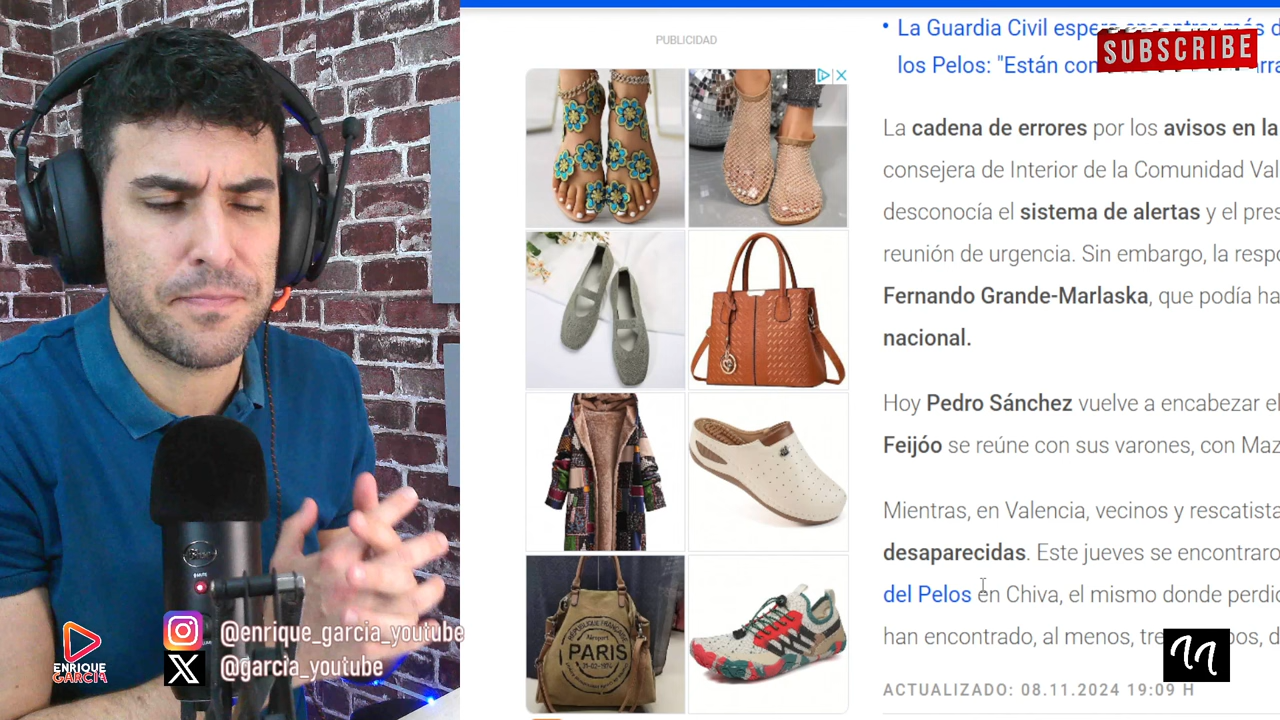 PUBLICIDAD
La Guardia Civil espera encontrar más d
los Pelos: "Están con
SUBSCRIBE
La cadena de errores por los avisos en la
consejera de Interior de la Comunidad Val
desconocía el sistema de alertas y el pres
reunión de urgencia. Sin embargo, la respo
Fernando Grande-Marlaska, que podía ha
nacional.
Hoy Pedro Sánchez vuelve a encabezar el
Feijóo se reúne con sus varones, con Maz
Mientras, en Valencia, vecinos y rescatista
desaparecidas. Este jueves se encontraro
del Pelos en Chiva, el mismo donde perdic
han encontrado, al menos,
ACTUALIZADO: 08.11.2024 19:09 H
PARIS
ENRIQUE
GARCIA
@enrique_garcia_youtube
@garcia_youtube